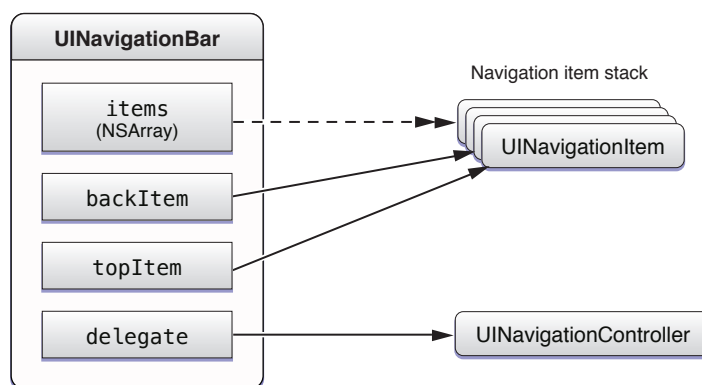 UINavigationBar
items
(NSArray)
backItem
topItem
delegate
Navigation item stack
UINavigationItem
UINavigationController